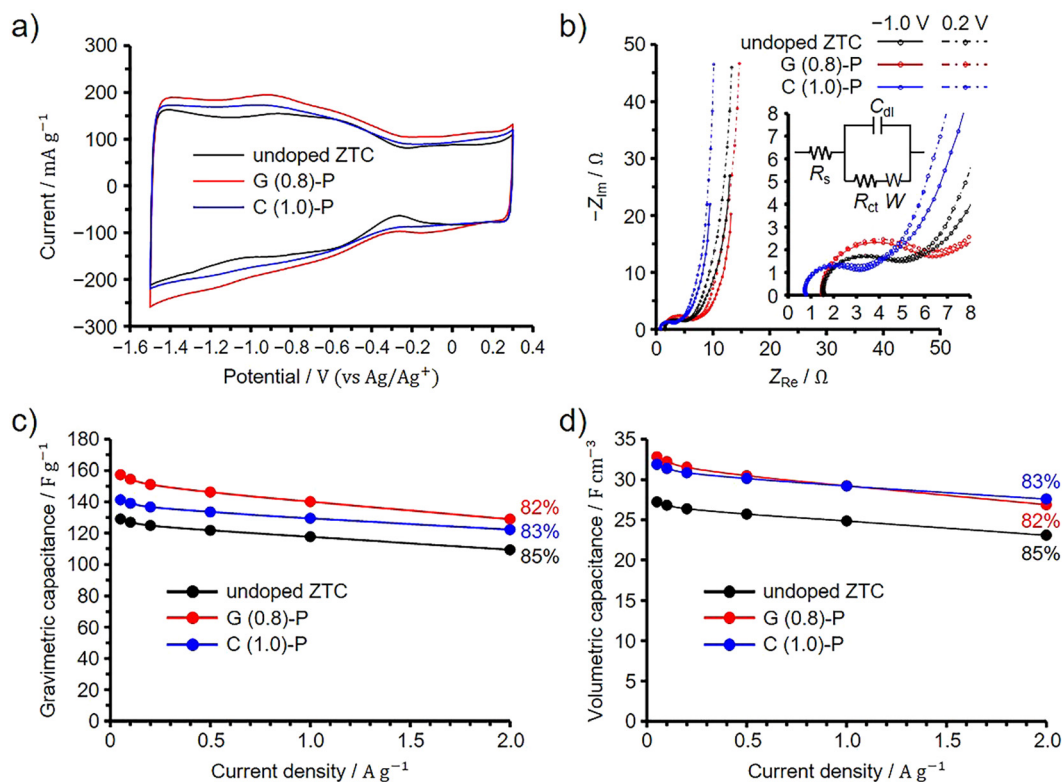 a)
300
200
100
0
−100
−200
−300
Current / mA g⁻¹
undoped ZTC
G (0.8)-P
C (1.0)-P
−1.6 −1.4 −1.2 −1.0 −0.8 −0.6 −0.4 −0.2 0 0.2 0.4
Potential / V (vs Ag/Ag⁺)
b)
−1.0 V 0.2 V
undoped ZTC
G (0.8)-P
C (1.0)-P
−50
−40
−30
−20
−10
0
−Z_Im / Ω
8
7
6
5
4
3
2
1
0
C_dl
R_s
R_ct W
0 1 2 3 4 5 6 7 8
0 10 20 30 40 50
Z_Re / Ω
c)
180
160
140
120
100
80
60
40
20
0
Gravimetric capacitance / F g⁻¹
82%
83%
85%
undoped ZTC
G (0.8)-P
C (1.0)-P
0 0.5 1.0 1.5 2.0
Current density / A g⁻¹
d)
35
30
25
20
15
10
5
0
Volumetric capacitance / F cm⁻³
83%
82%
85%
undoped ZTC
G (0.8)-P
C (1.0)-P
0 0.5 1.0 1.5 2.0
Current density / A g⁻¹